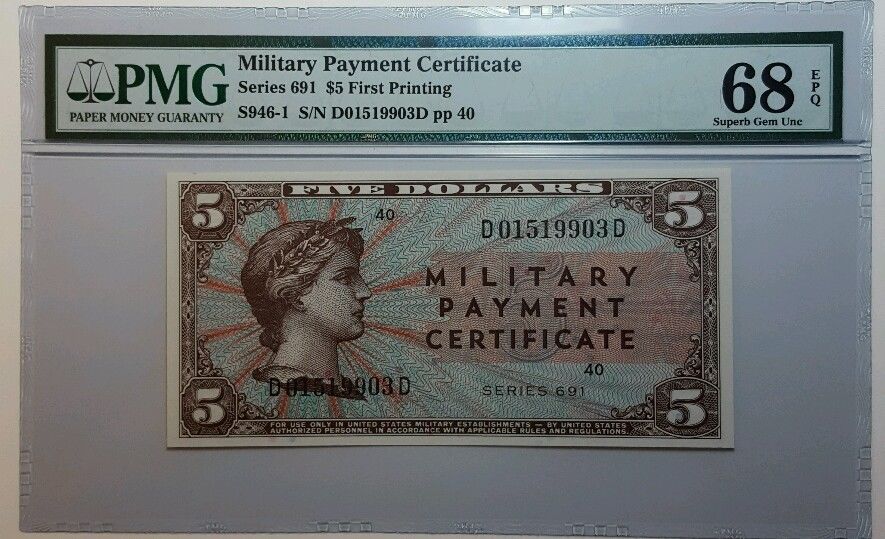 PMG
PAPER MONEY GUARANTY
Military Payment Certificate
Series 691 $5 First Printing
S946-1 S/N D01519903D pp 40
68
EPQ
Superb Gem Unc
5
FIVE DOLLARS
5
40
D01519903D
MILITARY
PAYMENT
CERTIFICATE
40
D01519903D
SERIES 691
5
5
FOR USE ONLY IN UNITED STATES MILITARY ESTABLISHMENTS — BY UNITED STATES
AUTHORIZED PERSONNEL IN ACCORDANCE WITH APPLICABLE RULES AND REGULATIONS.